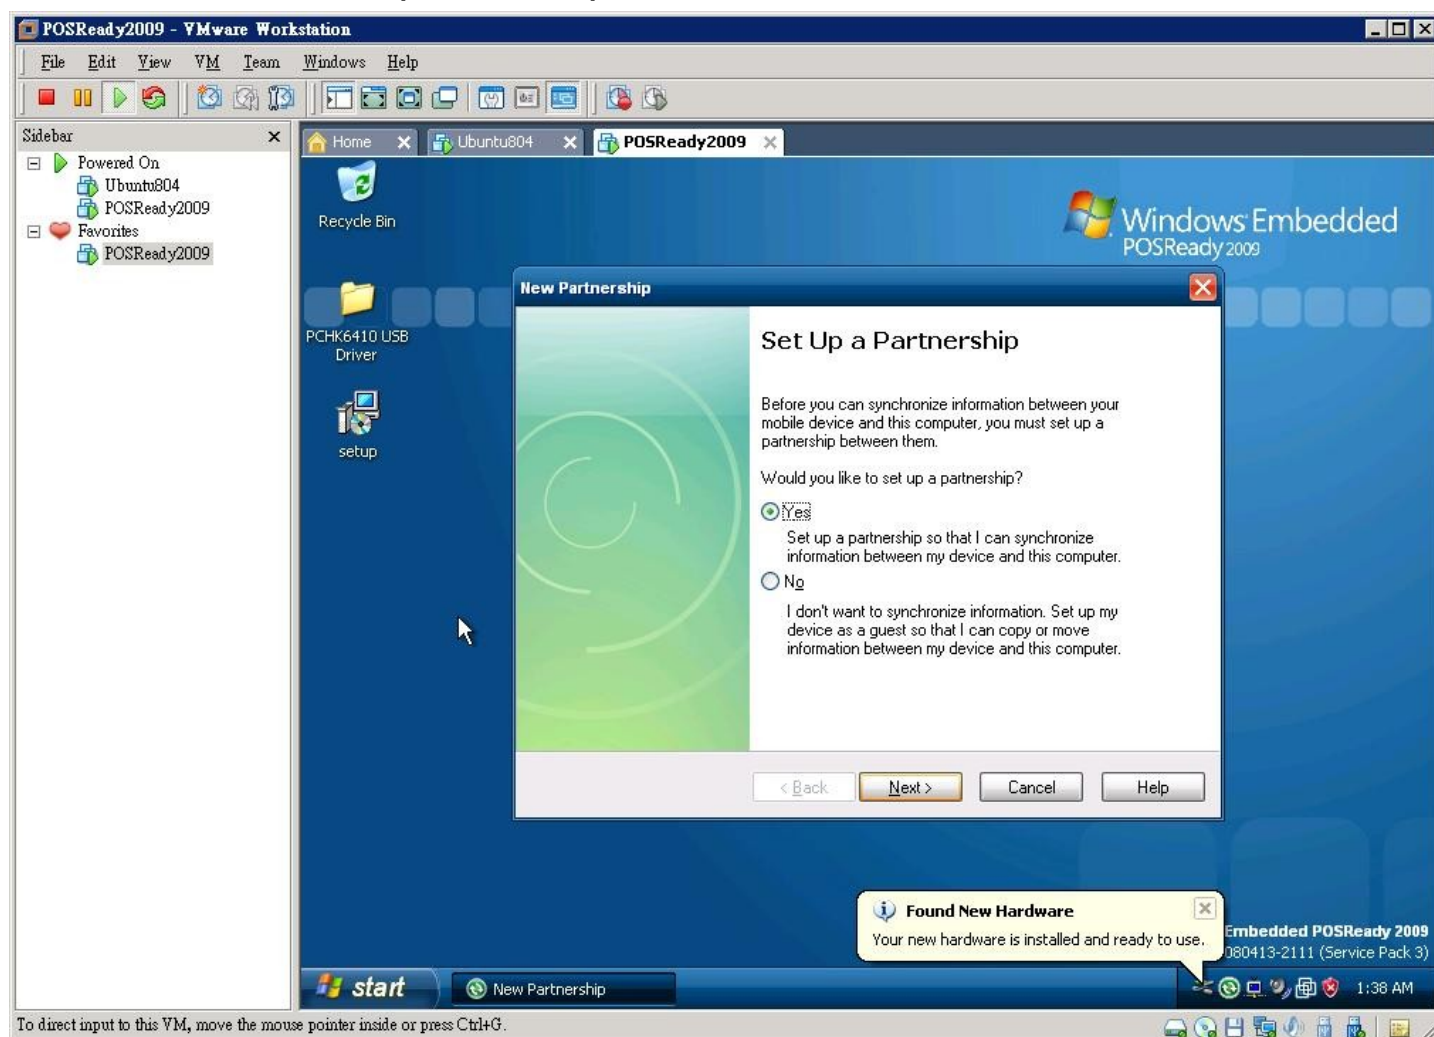 POSReady2009 - VMware Workstation
File Edit View VM Team Windows Help
Sidebar
Powered On
Ubuntu804
POSReady2009
Favorites
POSReady2009
Home Ubuntu804 POSReady2009
Recycle Bin
Windows Embedded
POSReady 2009
PCHK6410 USB
Driver
setup
New Partnership
Set Up a Partnership
Before you can synchronize information between your
mobile device and this computer, you must set up a
partnership between them.
Would you like to set up a partnership?
Yes
Set up a partnership so that I can synchronize
information between my device and this computer.
No
I don't want to synchronize information. Set up my
device as a guest so that I can copy or move
information between my device and this computer.
< Back Next > Cancel Help
Found New Hardware
Your new hardware is installed and ready to use.
Embedded POSReady 2009
080413-2111 (Service Pack 3)
start New Partnership 1:38 AM
To direct input to this VM, move the mouse pointer inside or press Ctrl+G.